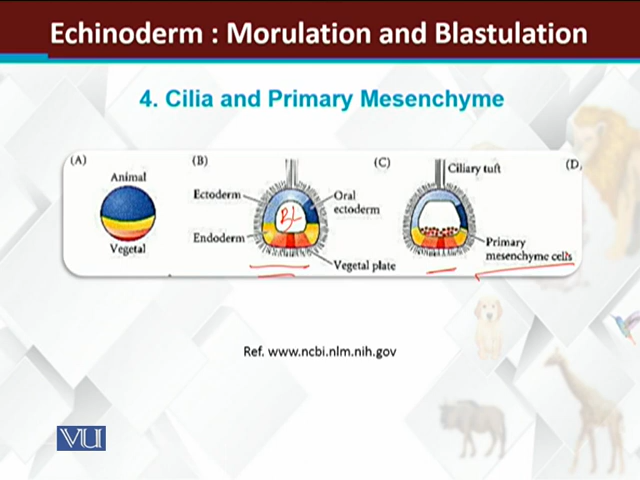 Echinoderm : Morulation and Blastulation
4. Cilia and Primary Mesenchyme
(A)
Animal
Vegetal
(B)
Ectoderm
Endoderm
Oral
ectoderm
Vegetal plate
(C)
Ciliary tuft
Primary
mesenchyme cells
(D,
Ref. www.ncbi.nlm.nih.gov
VU